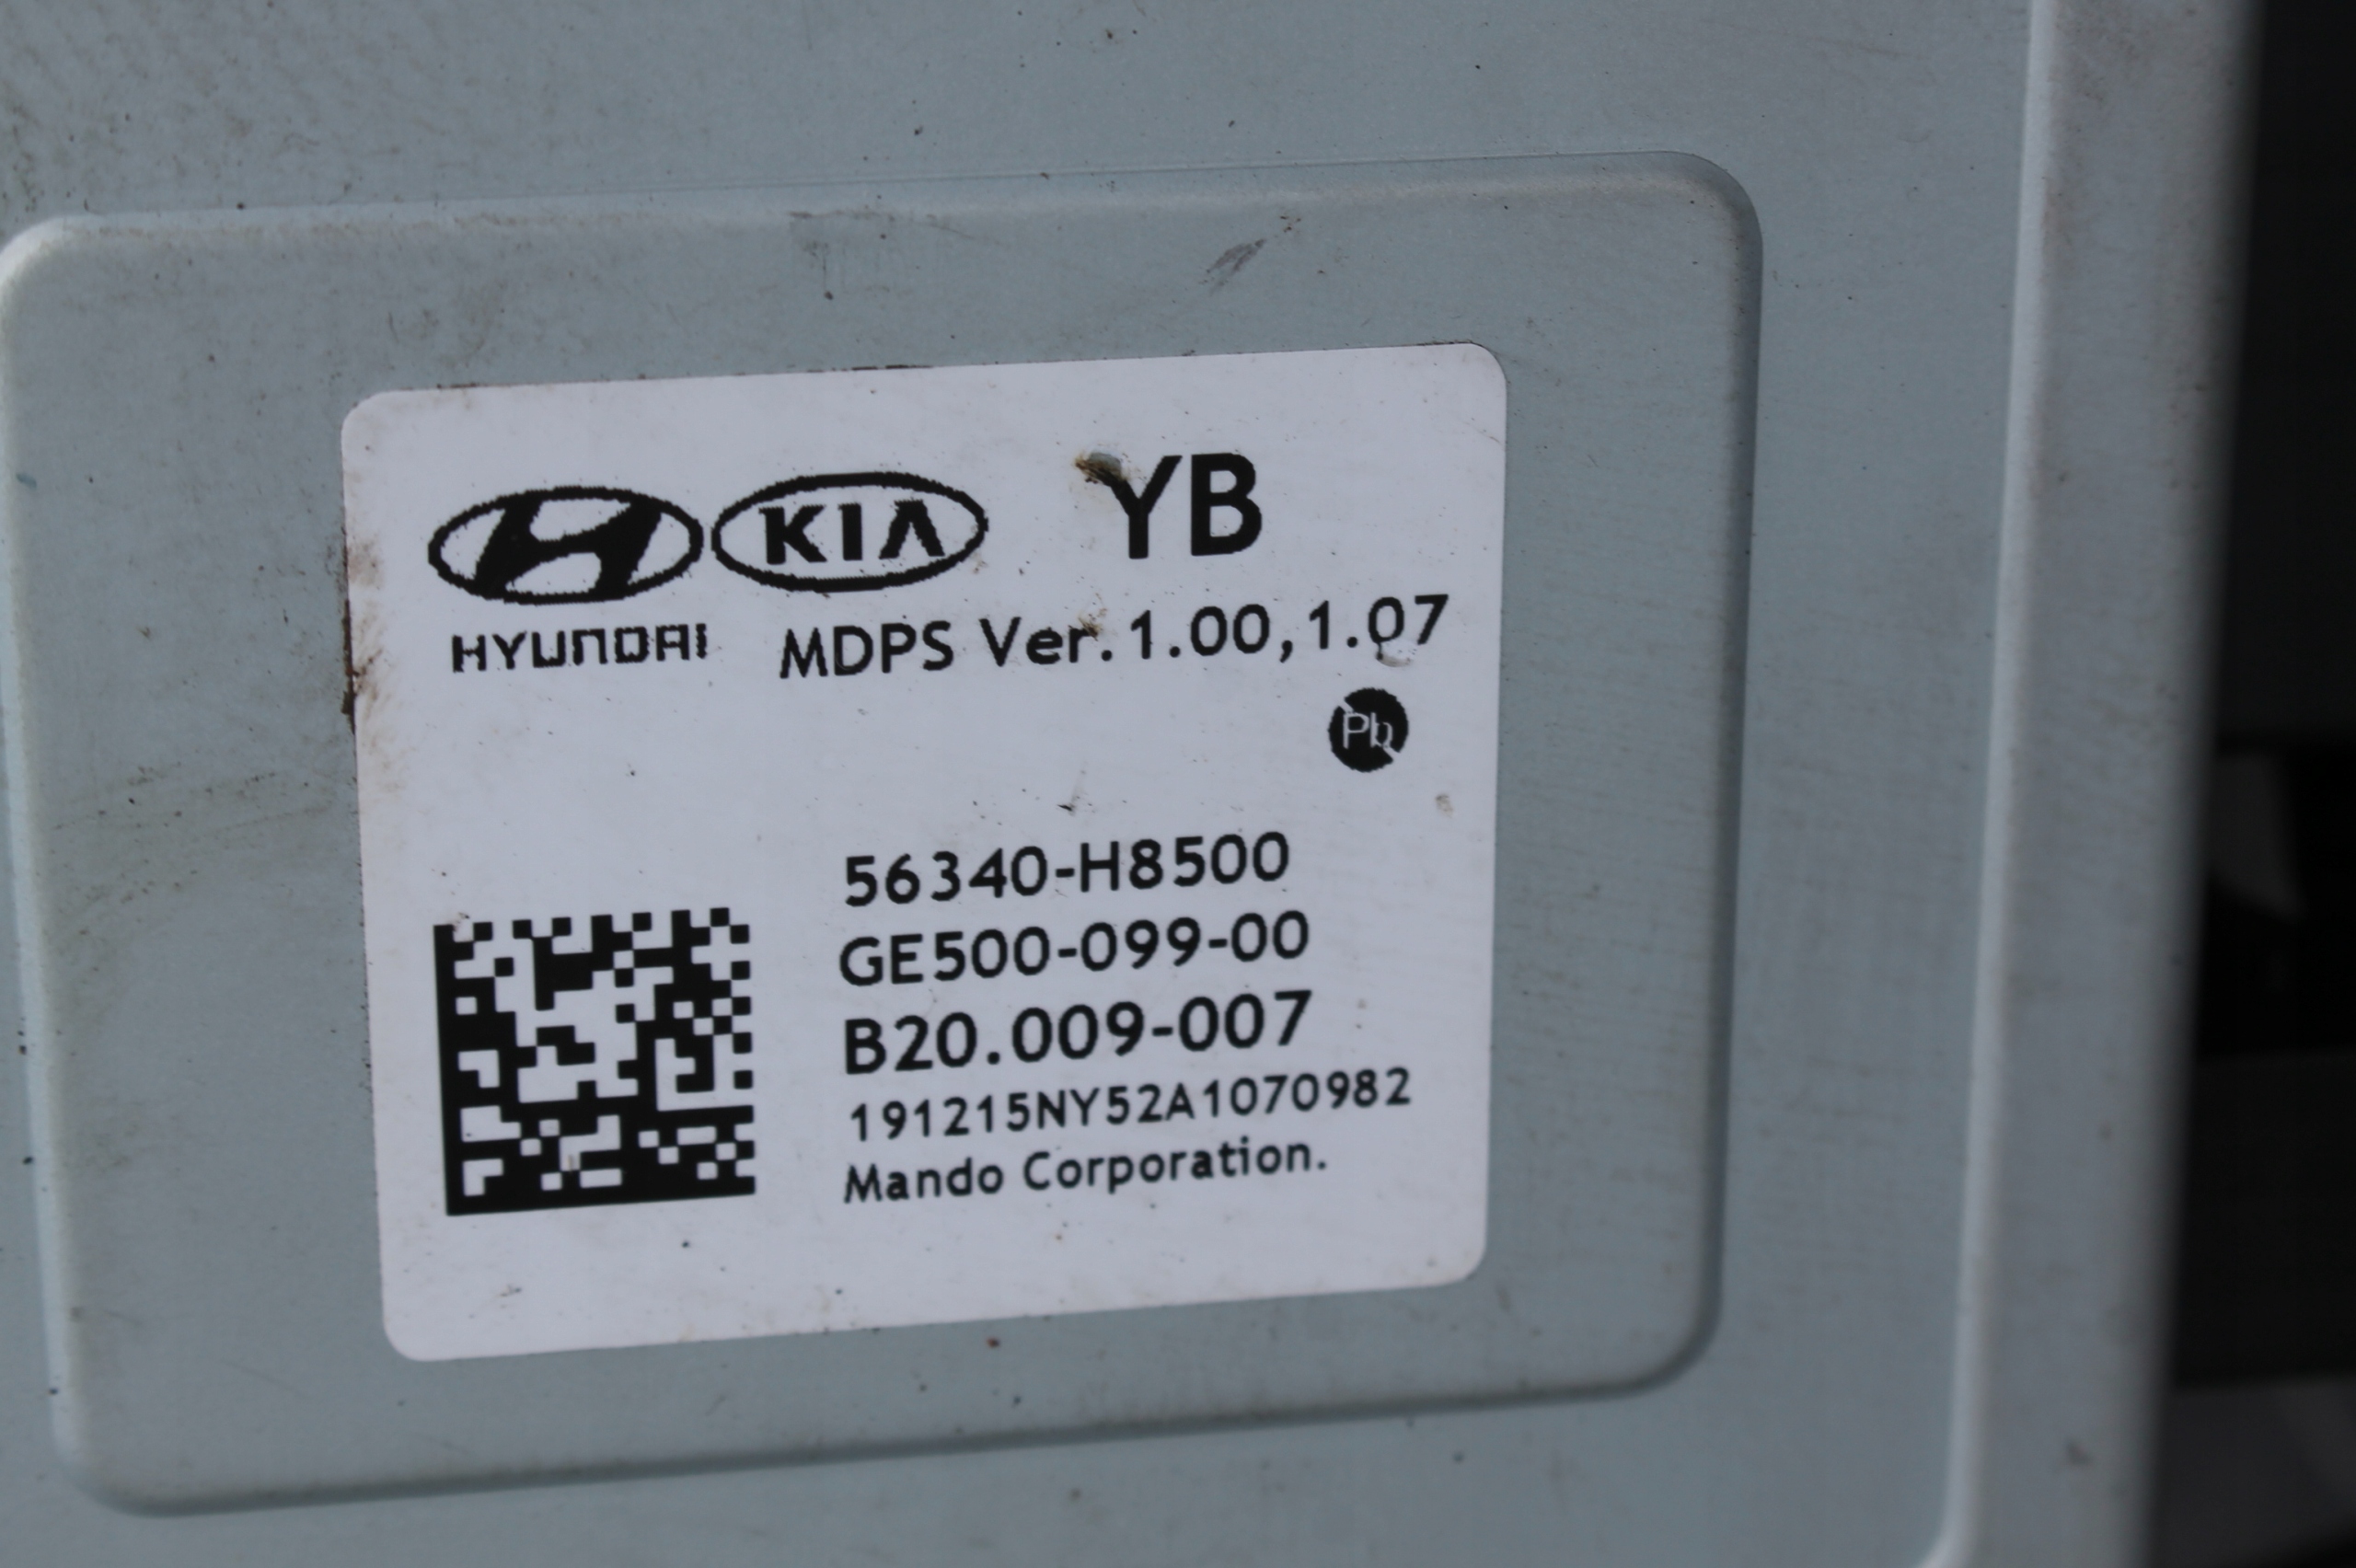 KIA YB
HYUNDAI MDPS Ver.1.00,1.07
Pb
56340-H8500
GE500-099-00
B20.009-007
191215NY52A1070982
Mando Corporation.